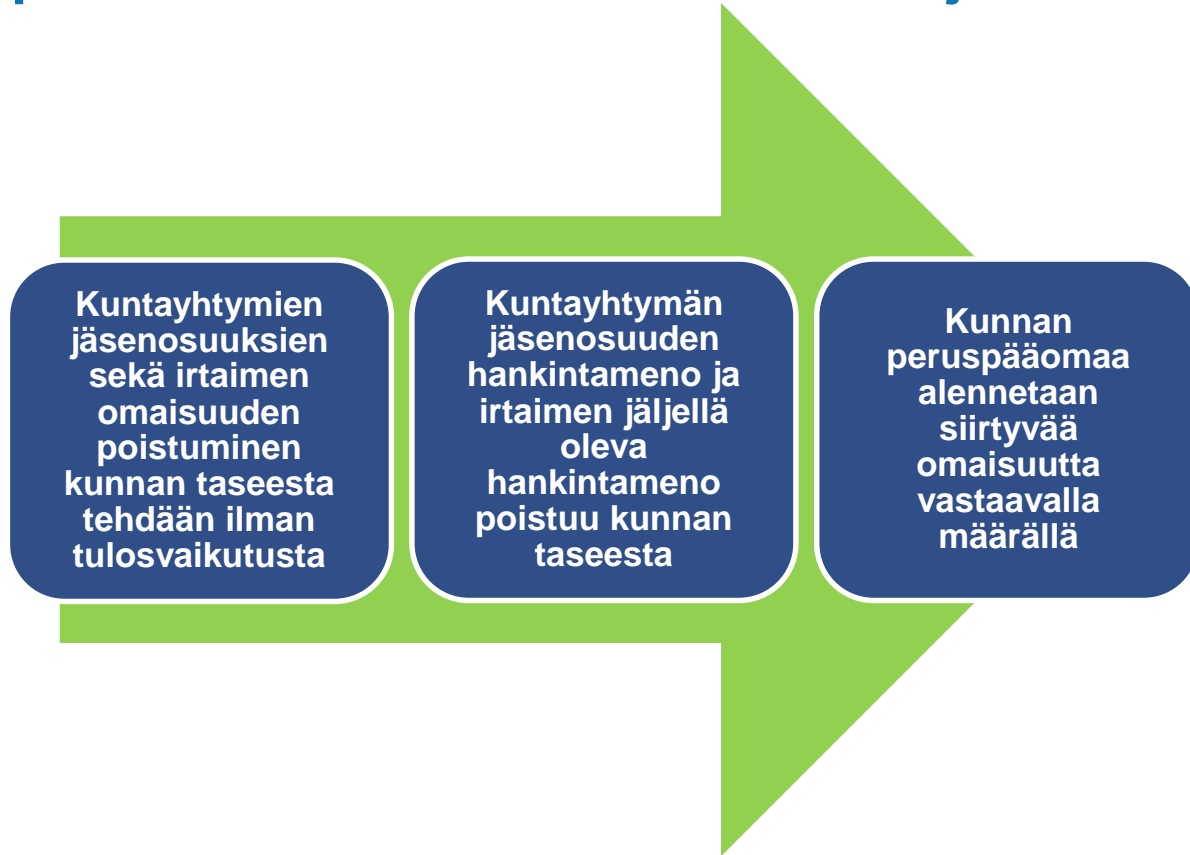 Kuntayhtymien
jäsenosuuksien
sekä irtaimen
omaisuuden
poistuminen
kunnan taseesta
tehdään ilman
tulosvaikutusta
Kuntayhtymän
jäsenosuuden
hankintameno ja
irtaimen jäljellä
oleva
hankintameno
poistuu kunnan
taseesta
Kunnan
peruspääomaa
alennetaan
siirtyvää
omaisuutta
vastaavalla
määrällä